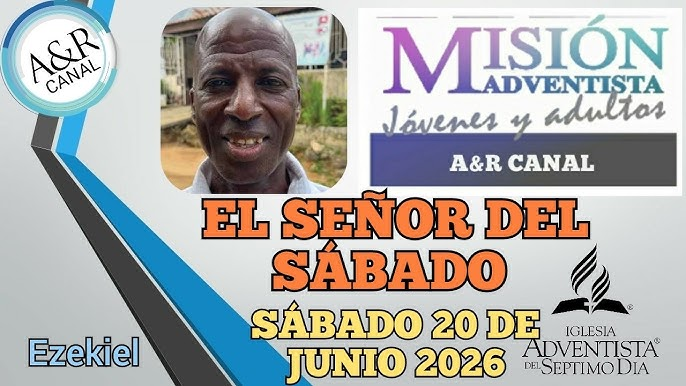 A&R
CANAL
MISIÓN
ADVENTISTA
Jóvenes y adultos
A&R CANAL
EL SEÑOR DEL
SÁBADO
SÁBADO 20 DE
JUNIO 2026
Ezekiel
IGLESIA
ADVENTISTA®
DEL SÉPTIMO DÍA